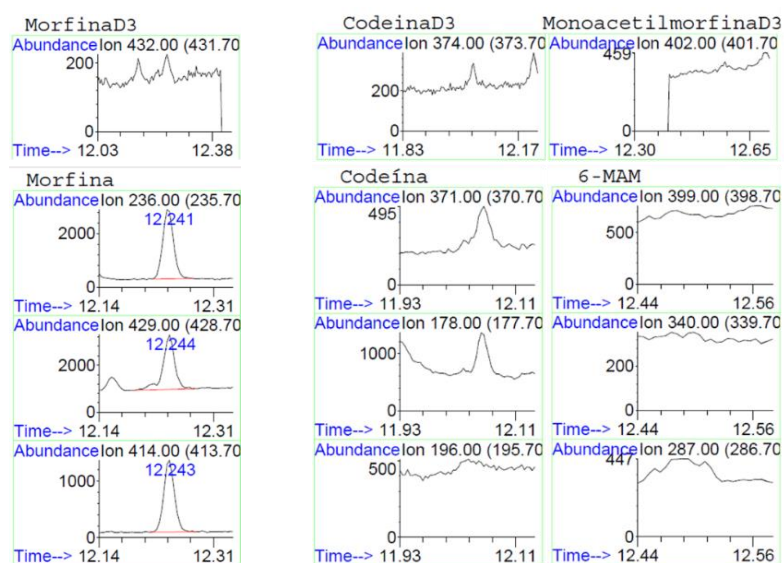 MorfinaD3
Abundance Ion 432.00 (431.70
200
0
Time--> 12.03 12.38
CodeinaD3
Abundance Ion 374.00 (373.70
200
0
Time--> 11.83 12.17
MonoacetilmorfinaD3
Abundance Ion 402.00 (401.70
459
0
Time--> 12.30 12.65
Morfina
Abundance Ion 236.00 (235.70
12.241
2000
0
Time--> 12.14 12.31
Abundance Ion 429.00 (428.70
12.244
2000
0
Time--> 12.14 12.31
Abundance Ion 414.00 (413.70
12.243
1000
0
Time--> 12.14 12.31
Codeína
Abundance Ion 371.00 (370.70
495
0
Time--> 11.93 12.11
Abundance Ion 178.00 (177.70
1000
0
Time--> 11.93 12.11
Abundance Ion 196.00 (195.70
500
0
Time--> 11.93 12.11
6-MAM
Abundance Ion 399.00 (398.70
500
0
Time--> 12.44 12.56
Abundance Ion 340.00 (339.70
200
0
Time--> 12.44 12.56
Abundance Ion 287.00 (286.70
447
0
Time--> 12.44 12.56